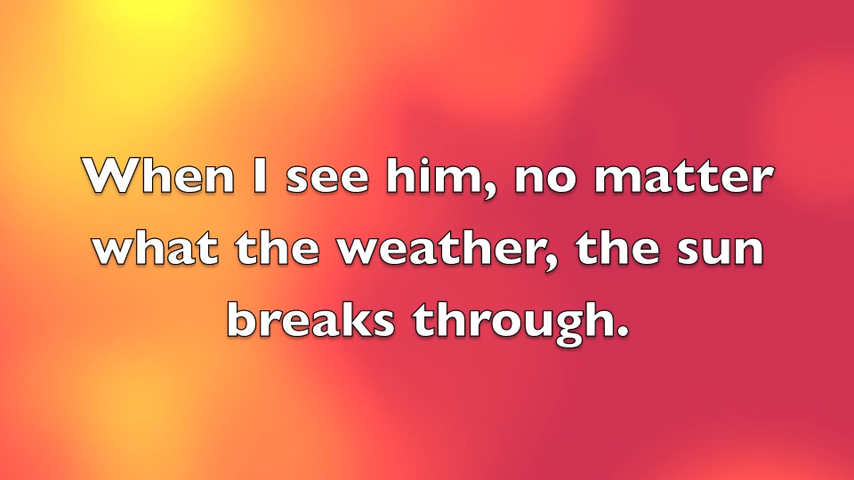 When I see him, no matter
what the weather, the sun
breaks through.